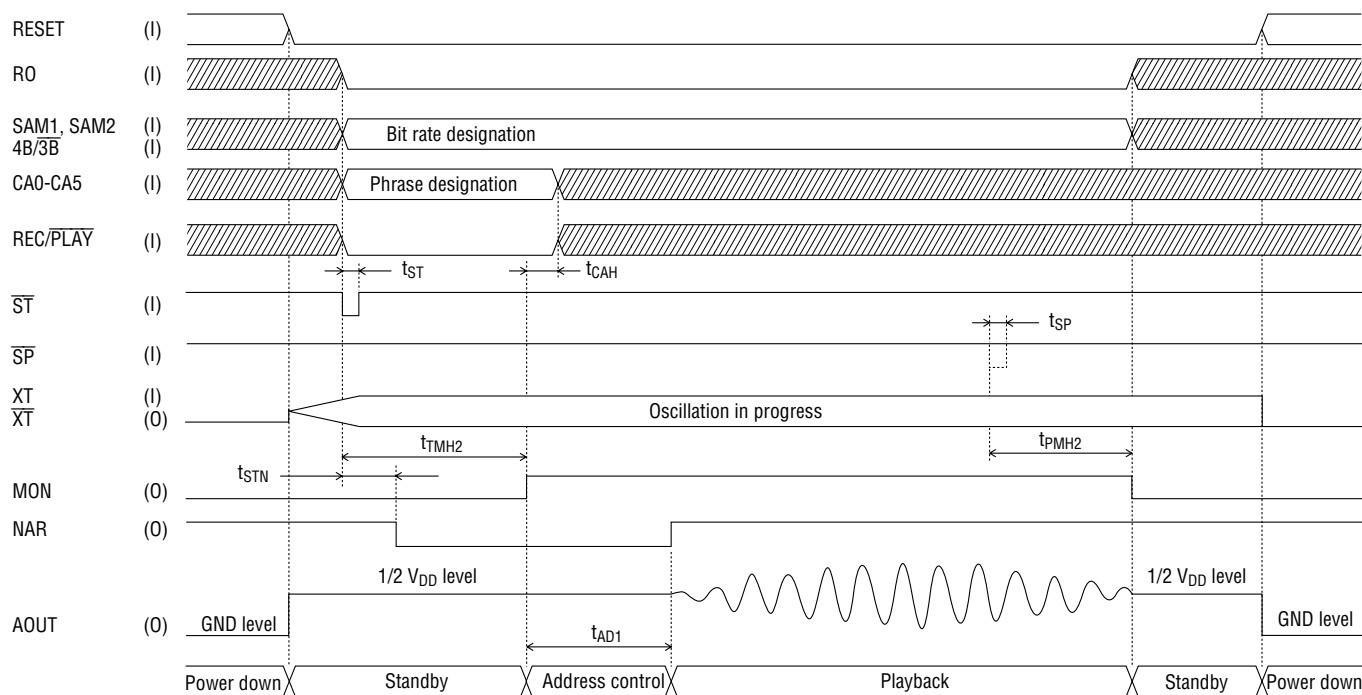 RESET (I)
RO (I)
SAM1, SAM2 (I)
4B/3B (I)
Bit rate designation
CA0-CA5 (I) Phrase designation
REC/PLAY (I)
tST tCAH
ST (I)
tSP
SP (I)
XT (I)
XT (O)
Oscillation in progress
tTMH2 tPMH2
tSTN
MON (O)
NAR (O)
1/2 VDD level 1/2 VDD level
AOUT (O) GND level GND level
tAD1
Power down Standby Address control Playback Standby Power down